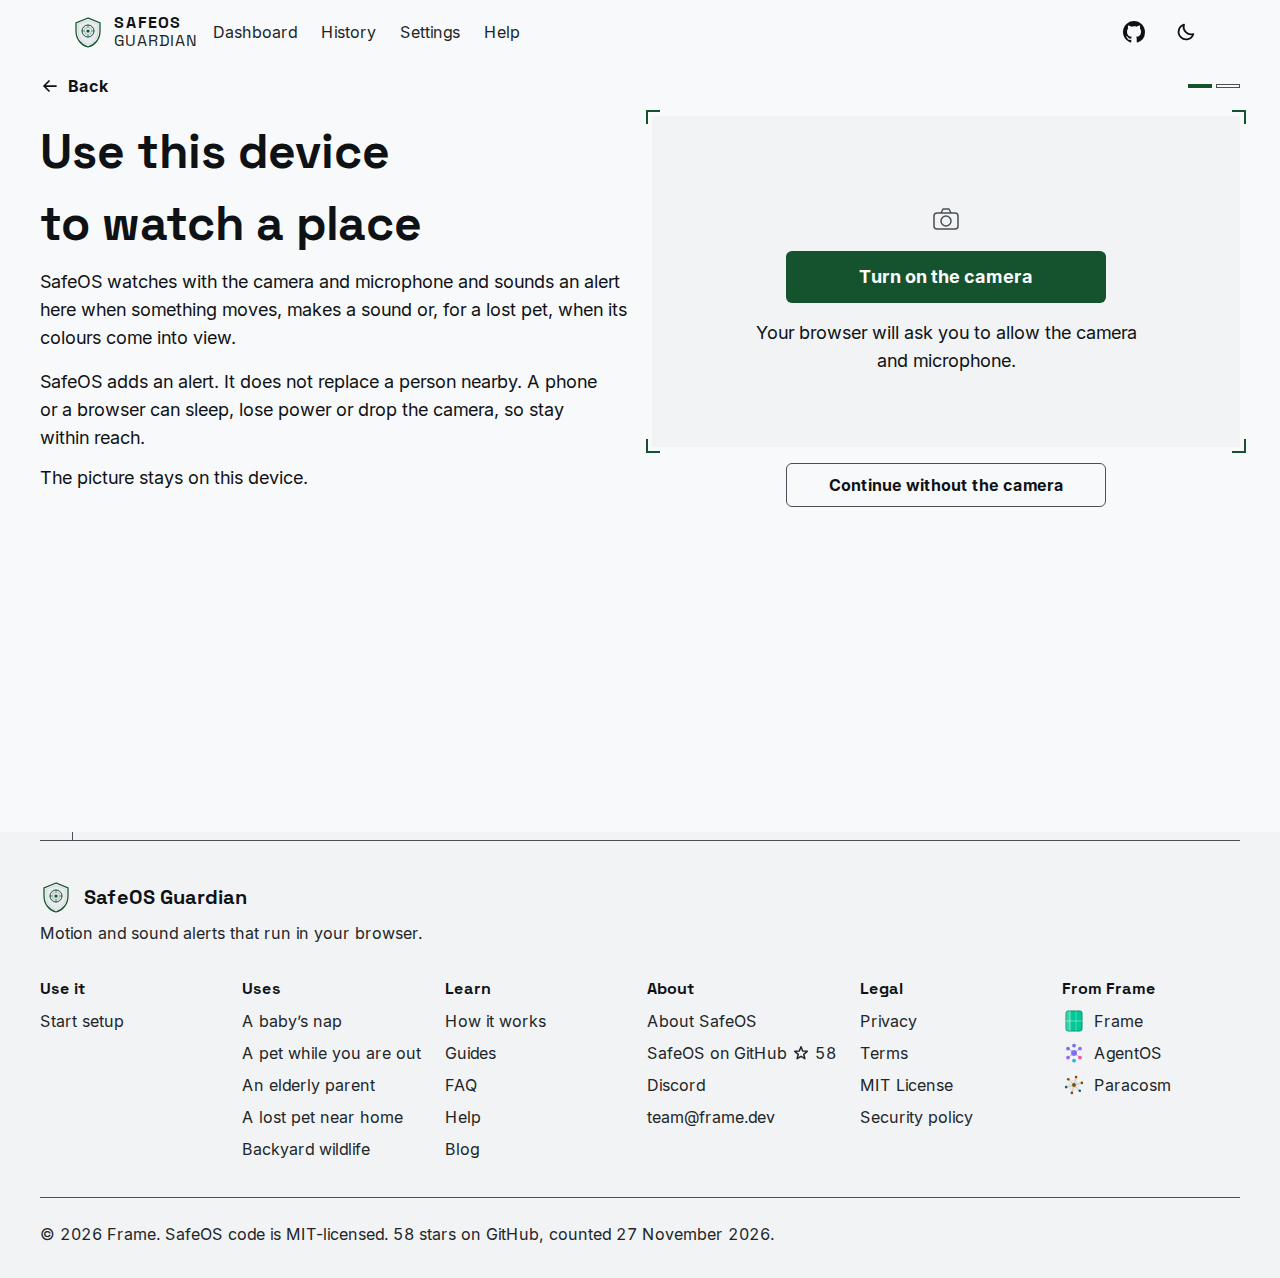 SAFEOS
GUARDIAN
Dashboard
History
Settings
Help
Back
Use this device
to watch a place
SafeOS watches with the camera and microphone and sounds an alert
here when something moves, makes a sound or, for a lost pet, when its
colours come into view.
SafeOS adds an alert. It does not replace a person nearby. A phone
or a browser can sleep, lose power or drop the camera, so stay
within reach.
The picture stays on this device.
Turn on the camera
Your browser will ask you to allow the camera
and microphone.
Continue without the camera
SafeOS Guardian
Motion and sound alerts that run in your browser.
Use it
Start setup
Uses
A baby’s nap
A pet while you are out
An elderly parent
A lost pet near home
Backyard wildlife
Learn
How it works
Guides
FAQ
Help
Blog
About
About SafeOS
SafeOS on GitHub ☆ 58
Discord
team@frame.dev
Legal
Privacy
Terms
MIT License
Security policy
From Frame
Frame
AgentOS
Paracosm
© 2026 Frame. SafeOS code is MIT-licensed. 58 stars on GitHub, counted 27 November 2026.